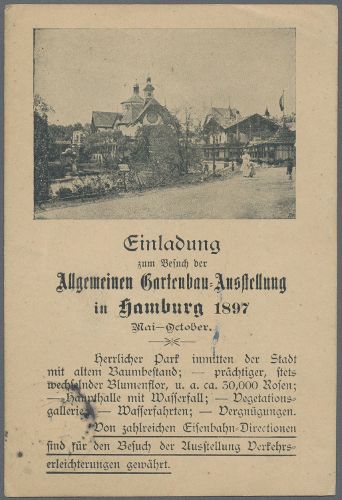 Einladung
zum Besuch der
Allgemeinen Gartenbau-Ausstellung
in Hamburg 1897
Mai—October.
Herrlicher Park inmitten der Stadt
mit altem Baumbestand; — prächtiger, stets
wechselnder Blumenflor, u. a. ca. 30,000 Rosen;
— Haupthalle mit Wasserfall; — Vegetations-
gallerie; — Wasserfahrten; — Vergnügungen.
Von zahlreichen Eisenbahn-Directionen
sind für den Besuch der Ausstellung Verkehrs-
erleichterungen gewährt.